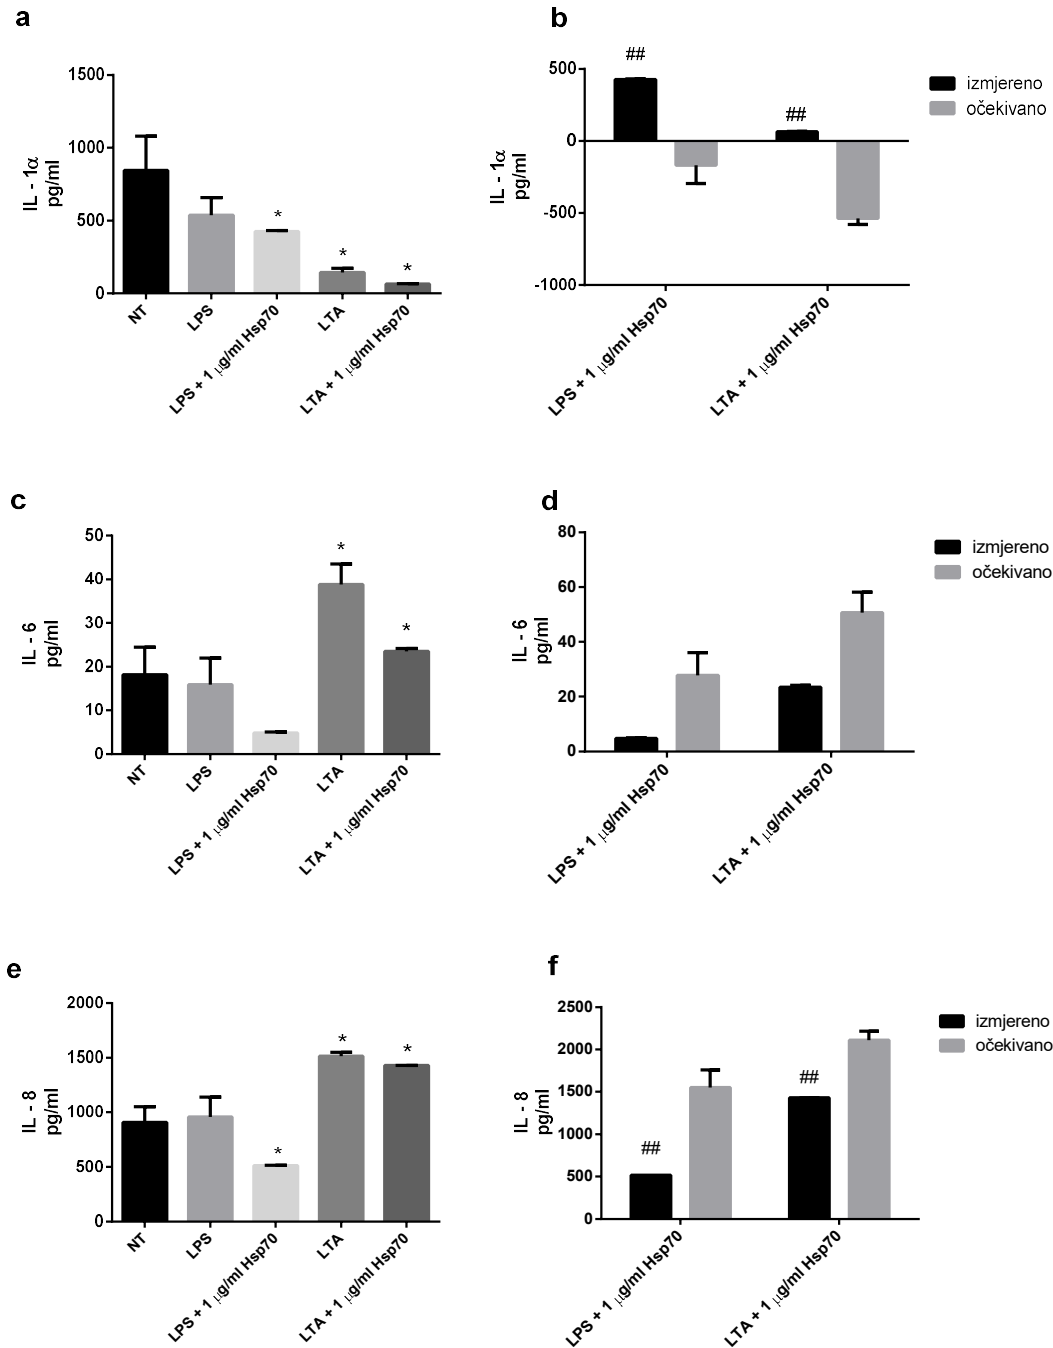 a
1500
1000
500
0
IL - 1α
pg/ml
*
*
*
NT
LPS
LPS + 1 μg/ml Hsp70
LTA
LTA + 1 μg/ml Hsp70
b
500
0
-500
-1000
IL - 1α
pg/ml
##
##
izmjereno
očekivano
LPS + 1 μg/ml Hsp70
LTA + 1 μg/ml Hsp70
c
50
40
30
20
10
0
IL - 6
pg/ml
*
*
NT
LPS
LPS + 1 μg/ml Hsp70
LTA
LTA + 1 μg/ml Hsp70
d
80
60
40
20
0
IL - 6
pg/ml
izmjereno
očekivano
LPS + 1 μg/ml Hsp70
LTA + 1 μg/ml Hsp70
e
2000
1500
1000
500
0
IL - 8
pg/ml
*
*
*
NT
LPS
LPS + 1 μg/ml Hsp70
LTA
LTA + 1 μg/ml Hsp70
f
2500
2000
1500
1000
500
0
IL - 8
pg/ml
##
##
izmjereno
očekivano
LPS + 1 μg/ml Hsp70
LTA + 1 μg/ml Hsp70